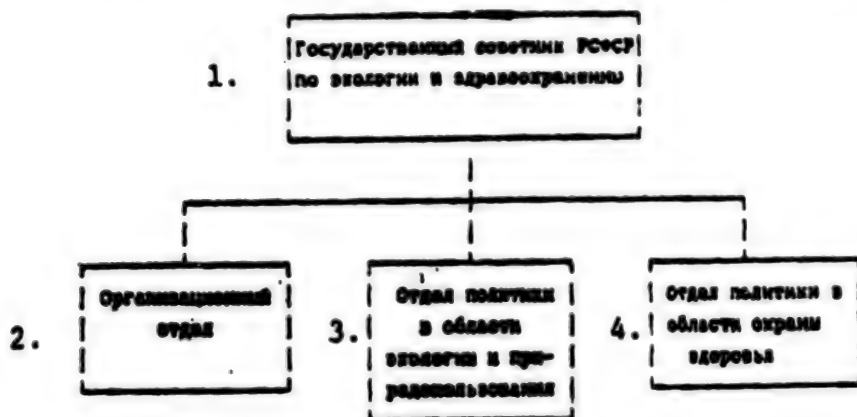 1.
Государственный советник РСФСР
по экологии и здравоохранению
2.
Организационный
отдел
3.
Отдел политики
в области
экологии и при-
родопользования
4.
Отдел политики в
области охраны
здоровья